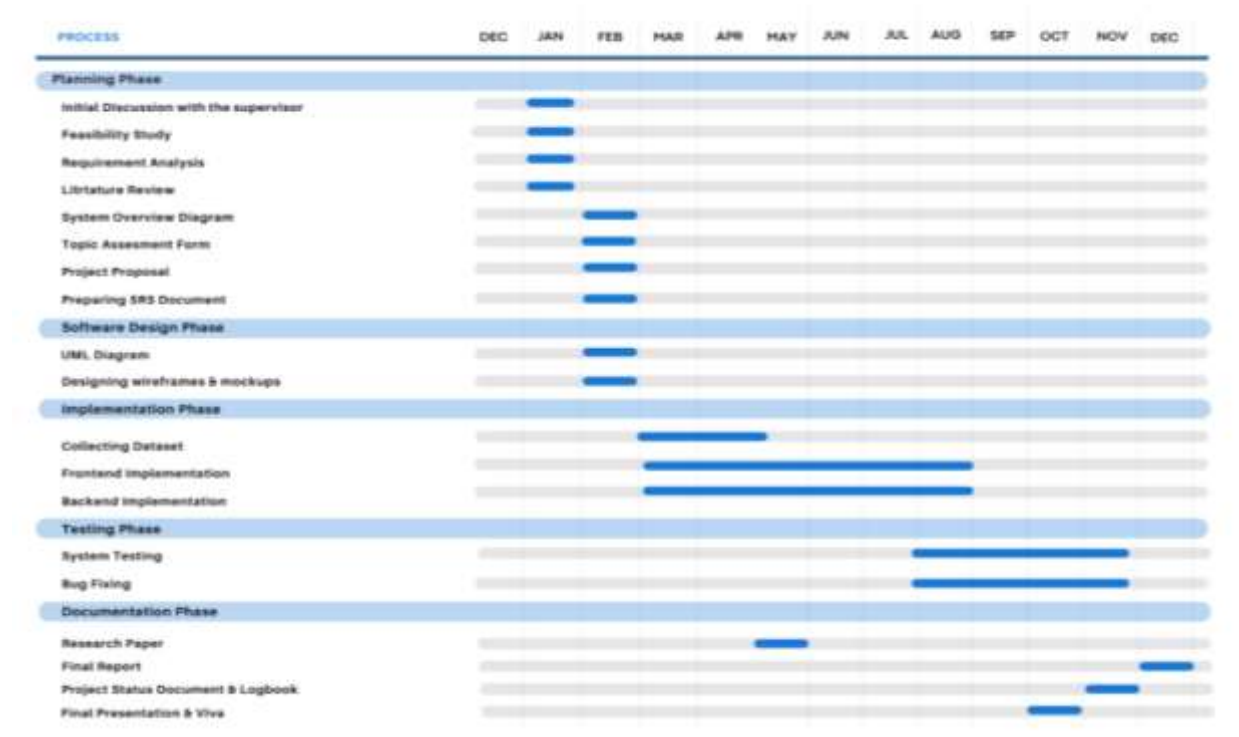 PROCESS DEC JAN FEB MAR APR MAY JUN JUL AUG SEP OCT NOV DEC
Planning Phase
Initial Discussion with the supervisor
Feasibility Study
Requirement Analysis
Litrtature Review
System Overview Diagram
Topic Assesment Form
Project Proposal
Preparing SRS Document
Software Design Phase
UML Diagram
Designing wireframes & mockups
Implementation Phase
Collecting Dataset
Frontend Implementation
Backend Implementation
Testing Phase
System Testing
Bug Fixing
Documentation Phase
Research Paper
Final Report
Project Status Document & Logbook
Final Presentation & Viva